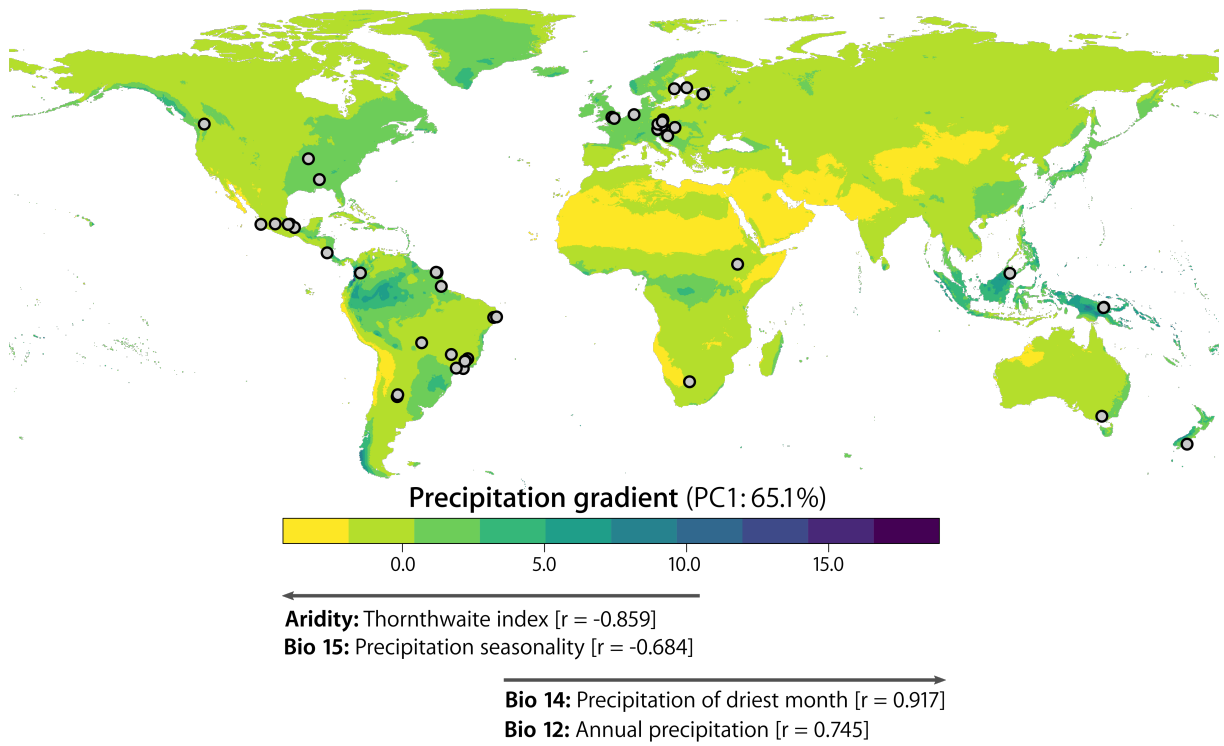 Precipitation gradient (PC1: 65.1%)
0.0 5.0 10.0 15.0
Aridity: Thornthwaite index [r = -0.859]
Bio 15: Precipitation seasonality [r = -0.684]
Bio 14: Precipitation of driest month [r = 0.917]
Bio 12: Annual precipitation [r = 0.745]